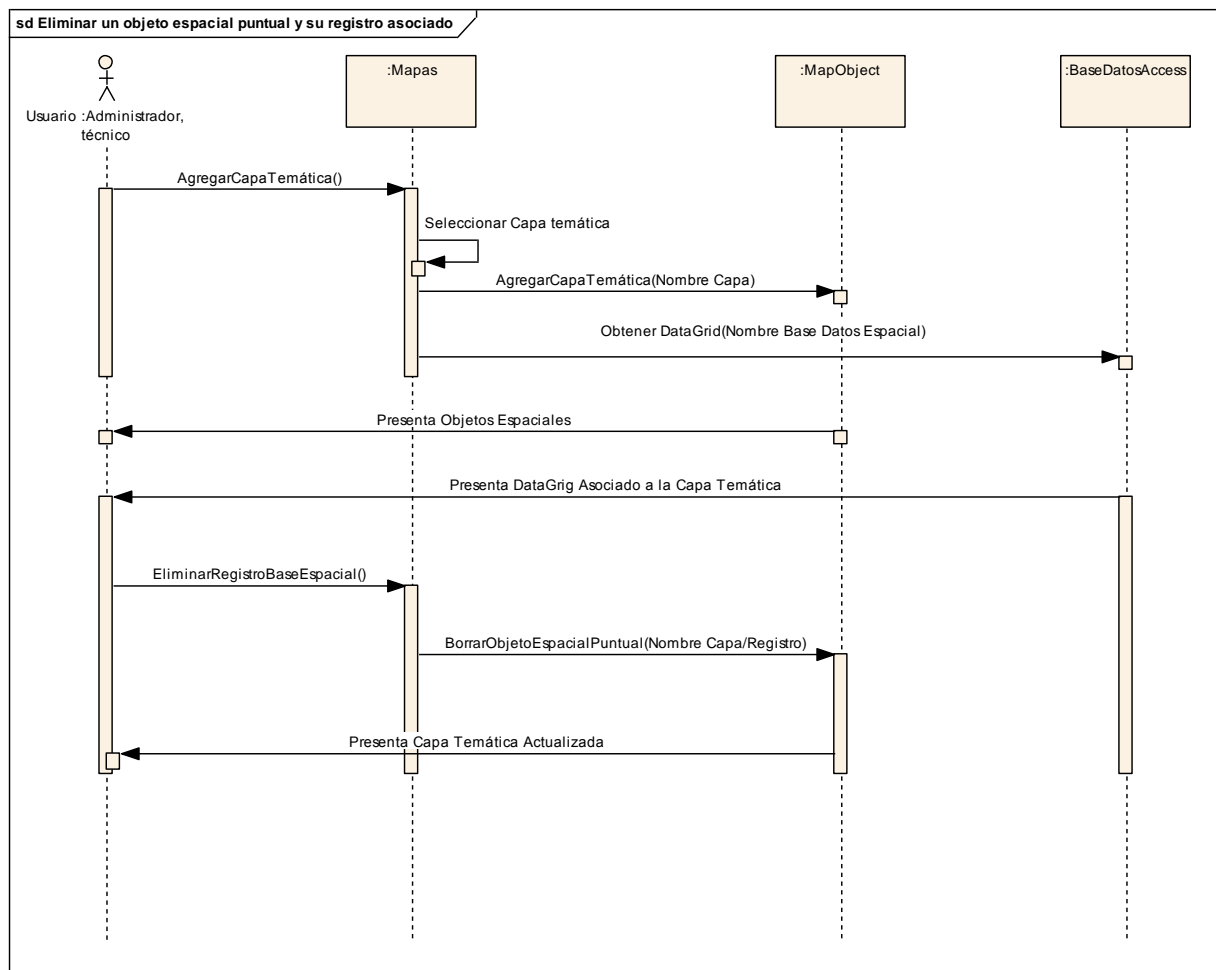 sd Eliminar un objeto espacial puntual y su registro asociado
Usuario :Administrador,
técnico
:Mapas
:MapObject
:BaseDatosAccess
AgregarCapaTemática()
Seleccionar Capa temática
AgregarCapaTemática(Nombre Capa)
Obtener DataGrid(Nombre Base Datos Espacial)
Presenta Objetos Espaciales
Presenta DataGrig Asociado a la Capa Temática
EliminarRegistroBaseEspacial()
BorrarObjetoEspacialPuntual(Nombre Capa/Registro)
Presenta Capa Temática Actualizada